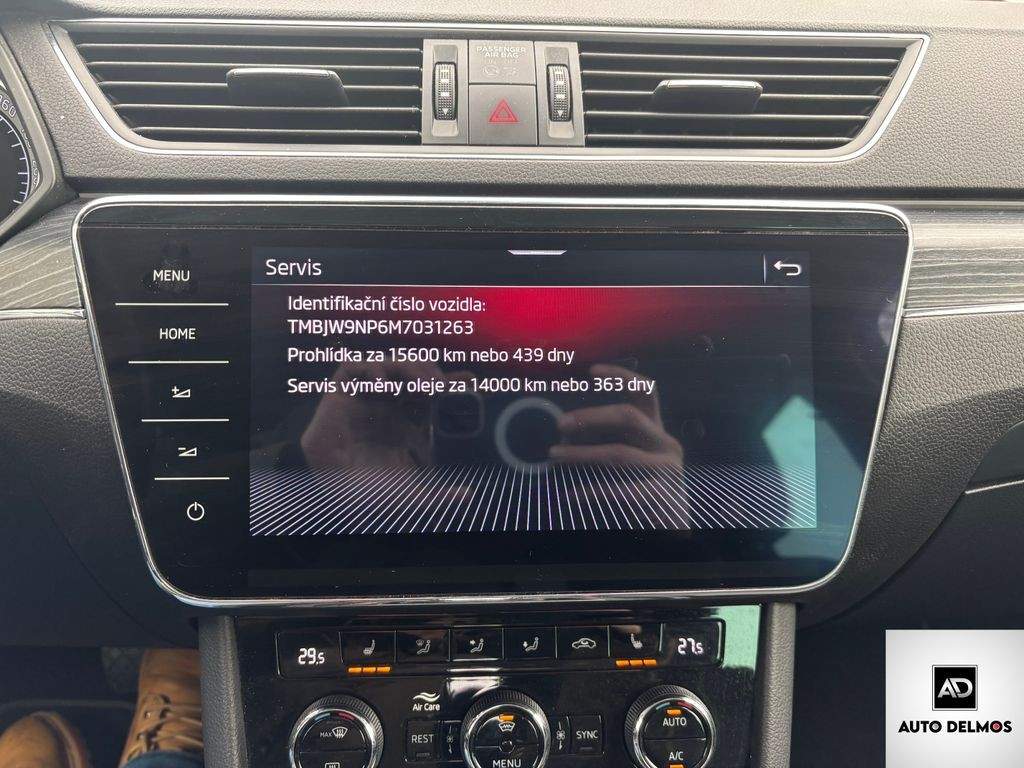 160
PASSENGER
AIR BAG
MENU
HOME
Servis
Identifikační číslo vozidla:
TMBJW9NP6M7031263
Prohlídka za 15600 km nebo 439 dny
Servis výměny oleje za 14000 km nebo 363 dny
29.5
27.5
Air Care
MAX
REST
MENU
SYNC
AUTO
A/C
AD
AUTO DELMOS